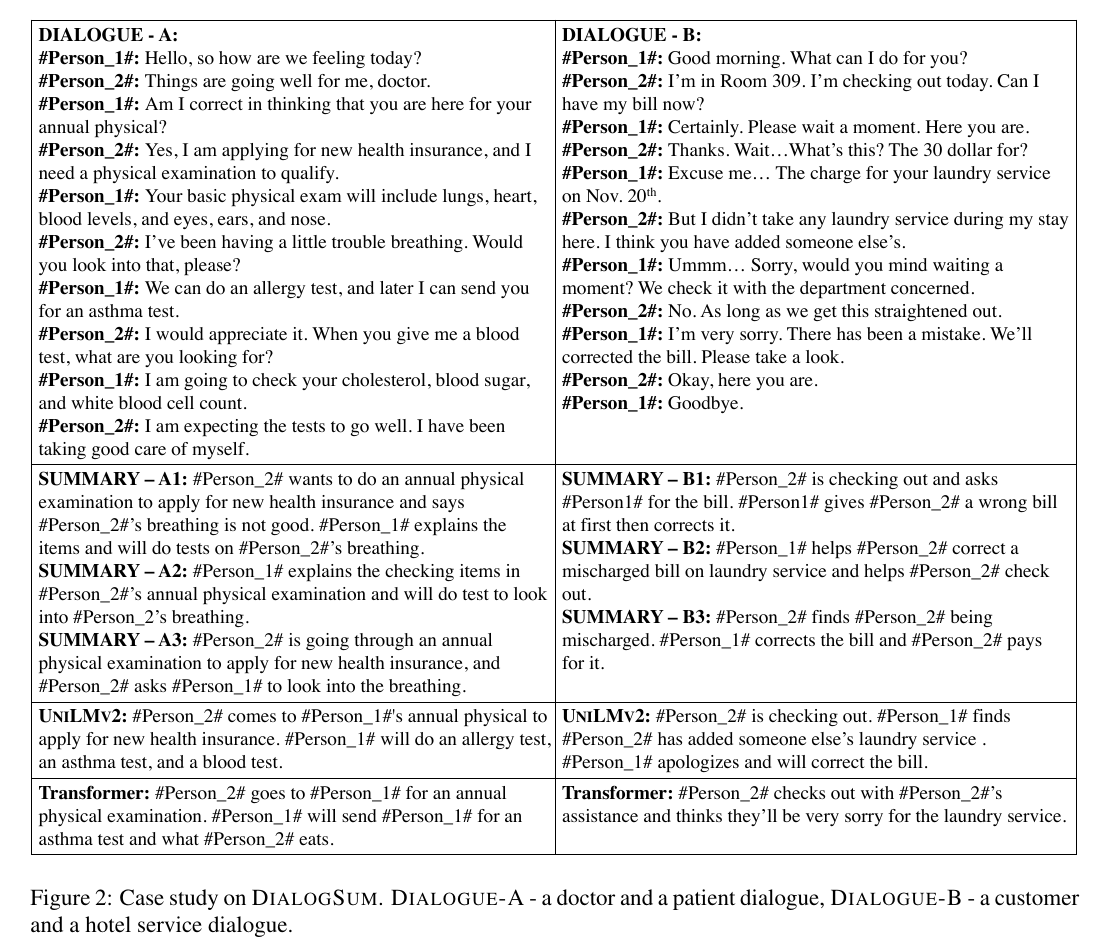 DIALOGUE - A:
#Person_1#: Hello, so how are we feeling today?
#Person_2#: Things are going well for me, doctor.
#Person_1#: Am I correct in thinking that you are here for your
annual physical?
#Person_2#: Yes, I am applying for new health insurance, and I
need a physical examination to qualify.
#Person_1#: Your basic physical exam will include lungs, heart,
blood levels, and eyes, ears, and nose.
#Person_2#: I've been having a little trouble breathing. Would
you look into that, please?
#Person_1#: We can do an allergy test, and later I can send you
for an asthma test.
#Person_2#: I would appreciate it. When you give me a blood
test, what are you looking for?
#Person_1#: I am going to check your cholesterol, blood sugar,
and white blood cell count.
#Person_2#: I am expecting the tests to go well. I have been
taking good care of myself.
DIALOGUE - B:
#Person_1#: Good morning. What can I do for you?
#Person_2#: I'm in Room 309. I'm checking out today. Can I
have my bill now?
#Person_1#: Certainly. Please wait a moment. Here you are.
#Person_2#: Thanks. Wait…What's this? The 30 dollar for?
#Person_1#: Excuse me… The charge for your laundry service
on Nov. 20th.
#Person_2#: But I didn't take any laundry service during my stay
here. I think you have added someone else's.
#Person_1#: Ummm… Sorry, would you mind waiting a
moment? We check it with the department concerned.
#Person_2#: No. As long as we get this straightened out.
#Person_1#: I'm very sorry. There has been a mistake. We'll
corrected the bill. Please take a look.
#Person_2#: Okay, here you are.
#Person_1#: Goodbye.
SUMMARY – A1: #Person_2# wants to do an annual physical
examination to apply for new health insurance and says
#Person_2#'s breathing is not good. #Person_1# explains the
items and will do tests on #Person_2#'s breathing.
SUMMARY – A2: #Person_1# explains the checking items in
#Person_2#'s annual physical examination and will do test to look
into #Person_2's breathing.
SUMMARY – A3: #Person_2# is going through an annual
physical examination to apply for new health insurance, and
#Person_2# asks #Person_1# to look into the breathing.
SUMMARY – B1: #Person_2# is checking out and asks
#Person1# for the bill. #Person1# gives #Person_2# a wrong bill
at first then corrects it.
SUMMARY – B2: #Person_1# helps #Person_2# correct a
mischarged bill on laundry service and helps #Person_2# check
out.
SUMMARY – B3: #Person_2# finds #Person_2# being
mischarged. #Person_1# corrects the bill and #Person_2# pays
for it.
UNILMV2: #Person_2# comes to #Person_1#'s annual physical to
apply for new health insurance. #Person_1# will do an allergy test,
an asthma test, and a blood test.
UNILMV2: #Person_2# is checking out. #Person_1# finds
#Person_2# has added someone else's laundry service .
#Person_1# apologizes and will correct the bill.
Transformer: #Person_2# goes to #Person_1# for an annual
physical examination. #Person_1# will send #Person_1# for an
asthma test and what #Person_2# eats.
Transformer: #Person_2# checks out with #Person_2#'s
assistance and thinks they'll be very sorry for the laundry service.
Figure 2: Case study on DIALOGSUM. DIALOGUE-A - a doctor and a patient dialogue, DIALOGUE-B - a customer
and a hotel service dialogue.